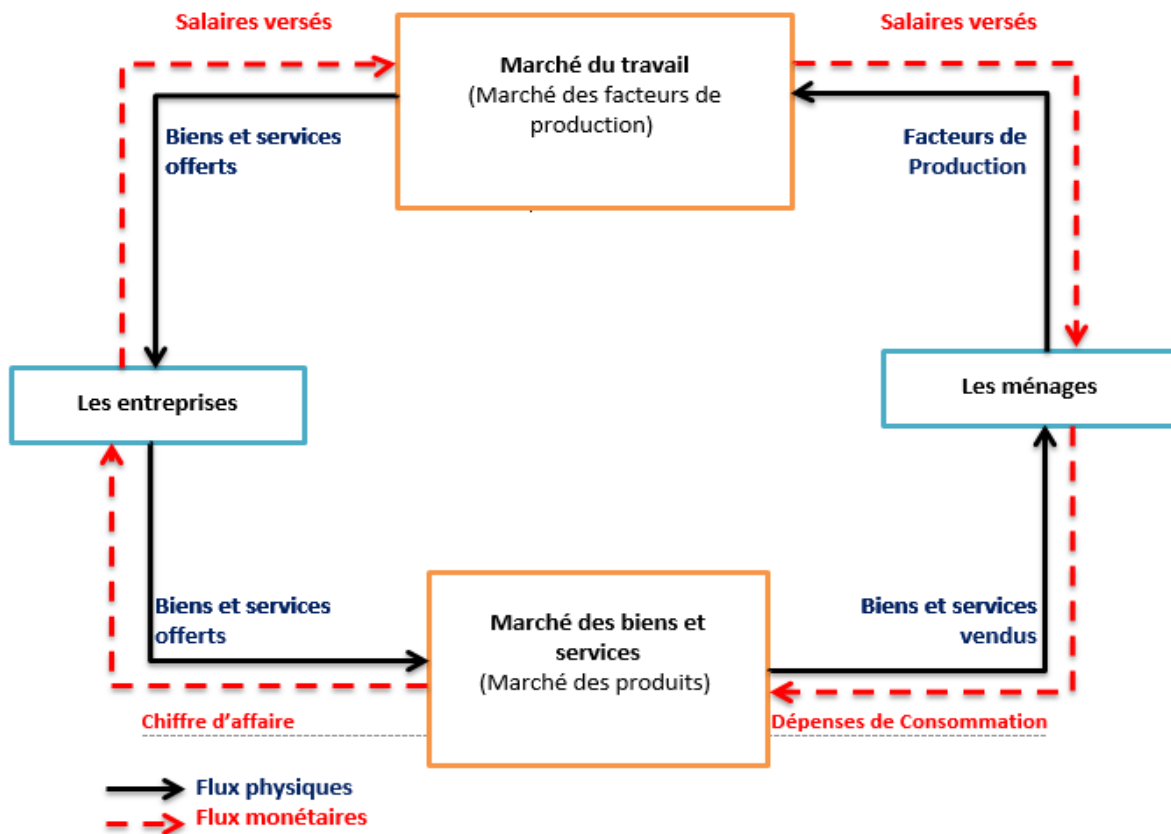 Salaires versés
Salaires versés
Marché du travail
(Marché des facteurs de
production)
Biens et services
offerts
Facteurs de
Production
Les entreprises
Les ménages
Biens et services
offerts
Marché des biens et
services
(Marché des produits)
Biens et services
vendus
Chiffre d’affaire
Dépenses de Consommation
Flux physiques
Flux monétaires